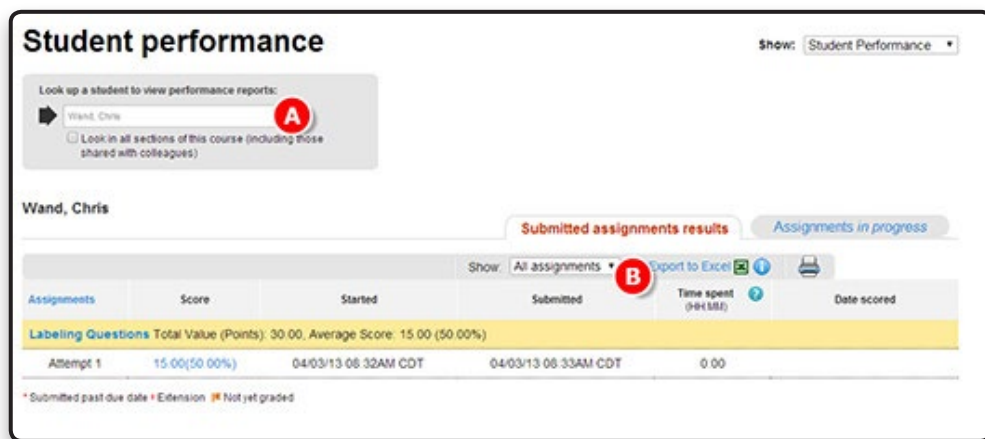 Student performance
Show: Student Performance
Look up a student to view performance reports:
Wand, Chris
A
Look in all sections of this course (including those
shared with colleagues)
Wand, Chris
Submitted assignments results
Assignments in progress
Show: All assignments
B
Export to Excel
Assignments Score Started Submitted Time spent (HH:MM) Date scored
Labeling Questions Total Value (Points): 30.00, Average Score: 15.00 (50.00%)
Attempt 1 15.00(50.00%) 04/03/13 08:32AM CDT 04/03/13 08:33AM CDT 0:00
* Submitted past due date + Extension Not yet graded